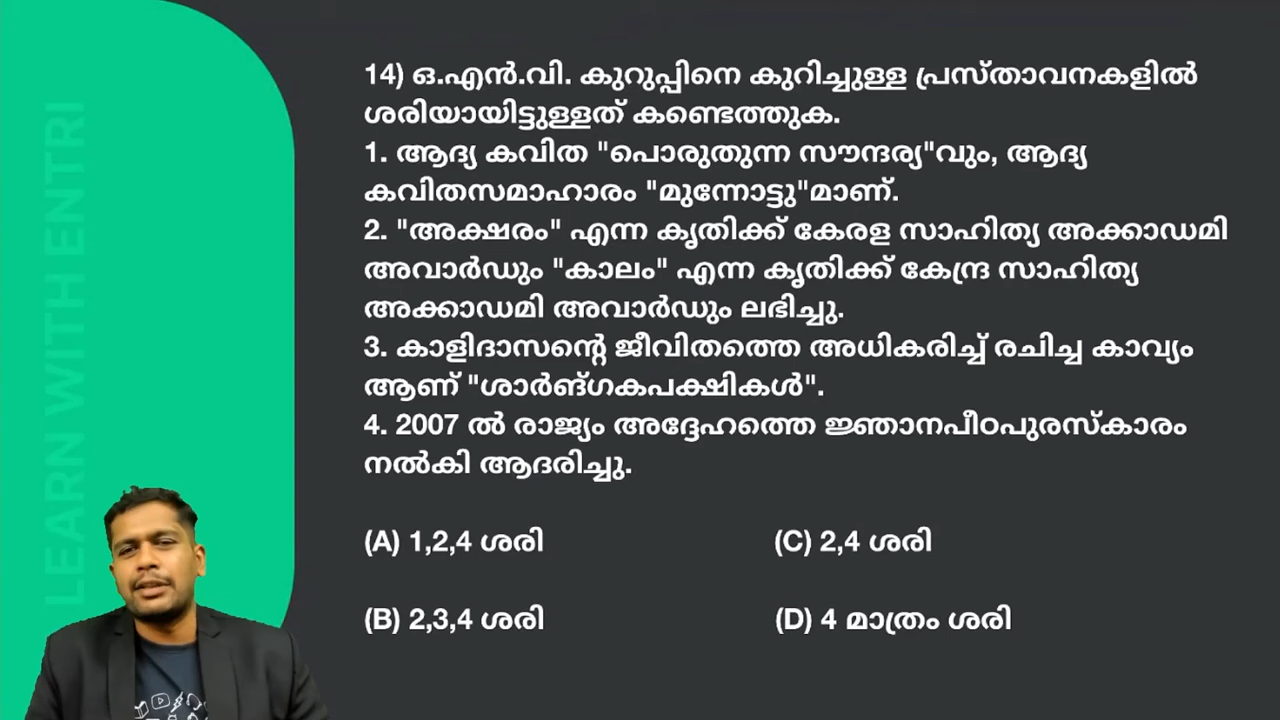 LEARN WITH ENTRI
14) ഒ.എൻ.വി. കുറുപ്പിനെ കുറിച്ചുള്ള പ്രസ്താവനകളിൽ
ശരിയായിട്ടുള്ളത് കണ്ടെത്തുക.
1. ആദ്യ കവിത "പൊരുതുന്ന സൗന്ദര്യ"വും, ആദ്യ
കവിതസമാഹാരം "മുന്നോട്ടു"മാണ്.
2. "അക്ഷരം" എന്ന കൃതിക്ക് കേരള സാഹിത്യ അക്കാഡമി
അവാർഡും "കാലം" എന്ന കൃതിക്ക് കേന്ദ്ര സാഹിത്യ
അക്കാഡമി അവാർഡും ലഭിച്ചു.
3. കാളിദാസന്റെ ജീവിതത്തെ അധികരിച്ച് രചിച്ച കാവ്യം
ആണ് "ശാർങ്ഗകപക്ഷികൾ".
4. 2007 ൽ രാജ്യം അദ്ദേഹത്തെ ജ്ഞാനപീഠപുരസ്കാരം
നൽകി ആദരിച്ചു.
(A) 1,2,4 ശരി
(C) 2,4 ശരി
(B) 2,3,4 ശരി
(D) 4 മാത്രം ശരി